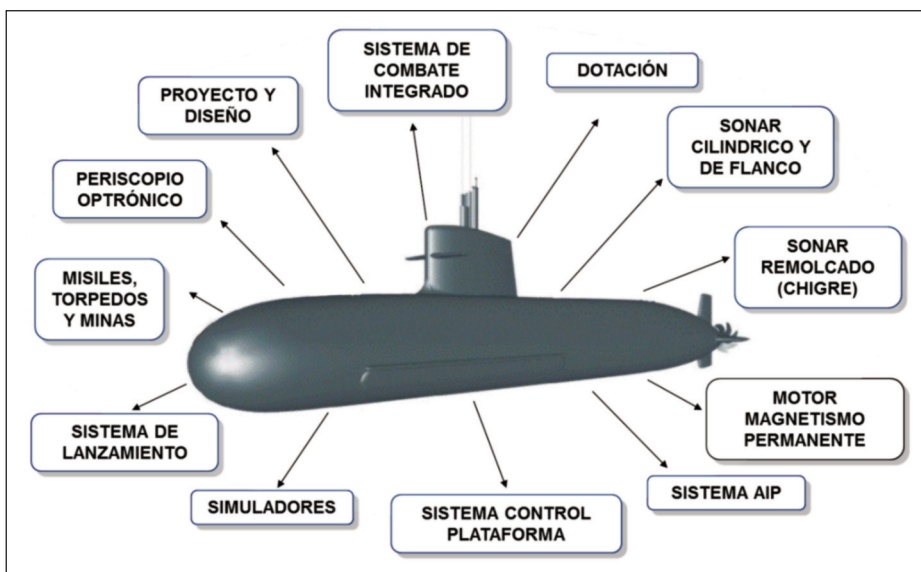 SISTEMA DE
COMBATE
INTEGRADO
DOTACIÓN
PROYECTO Y
DISEÑO
SONAR
CILINDRICO Y
DE FLANCO
PERISCOPIO
OPTRÓNICO
SONAR
REMOLCADO
(CHIGRE)
MISILES,
TORPEDOS
Y MINAS
MOTOR
MAGNETISMO
PERMANENTE
SISTEMA DE
LANZAMIENTO
SISTEMA AIP
SIMULADORES
SISTEMA CONTROL
PLATAFORMA